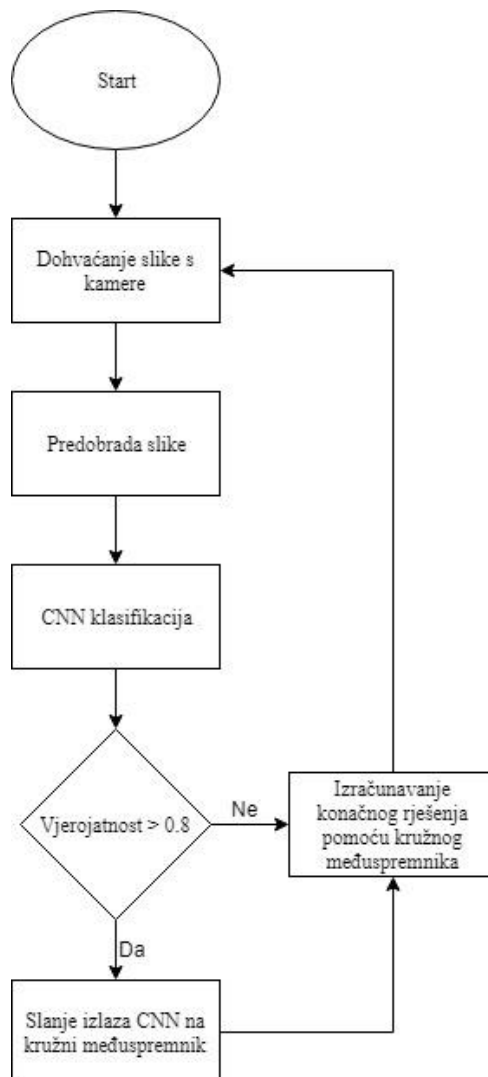 Start
Dohvaćanje slike s
kamere
Predobrada slike
CNN klasifikacija
Vjerojatnost > 0.8
Ne
Izračunavanje
konačnog rješenja
pomoću kružnog
međuspremnika
Da
Slanje izlaza CNN na
kružni međuspremnik